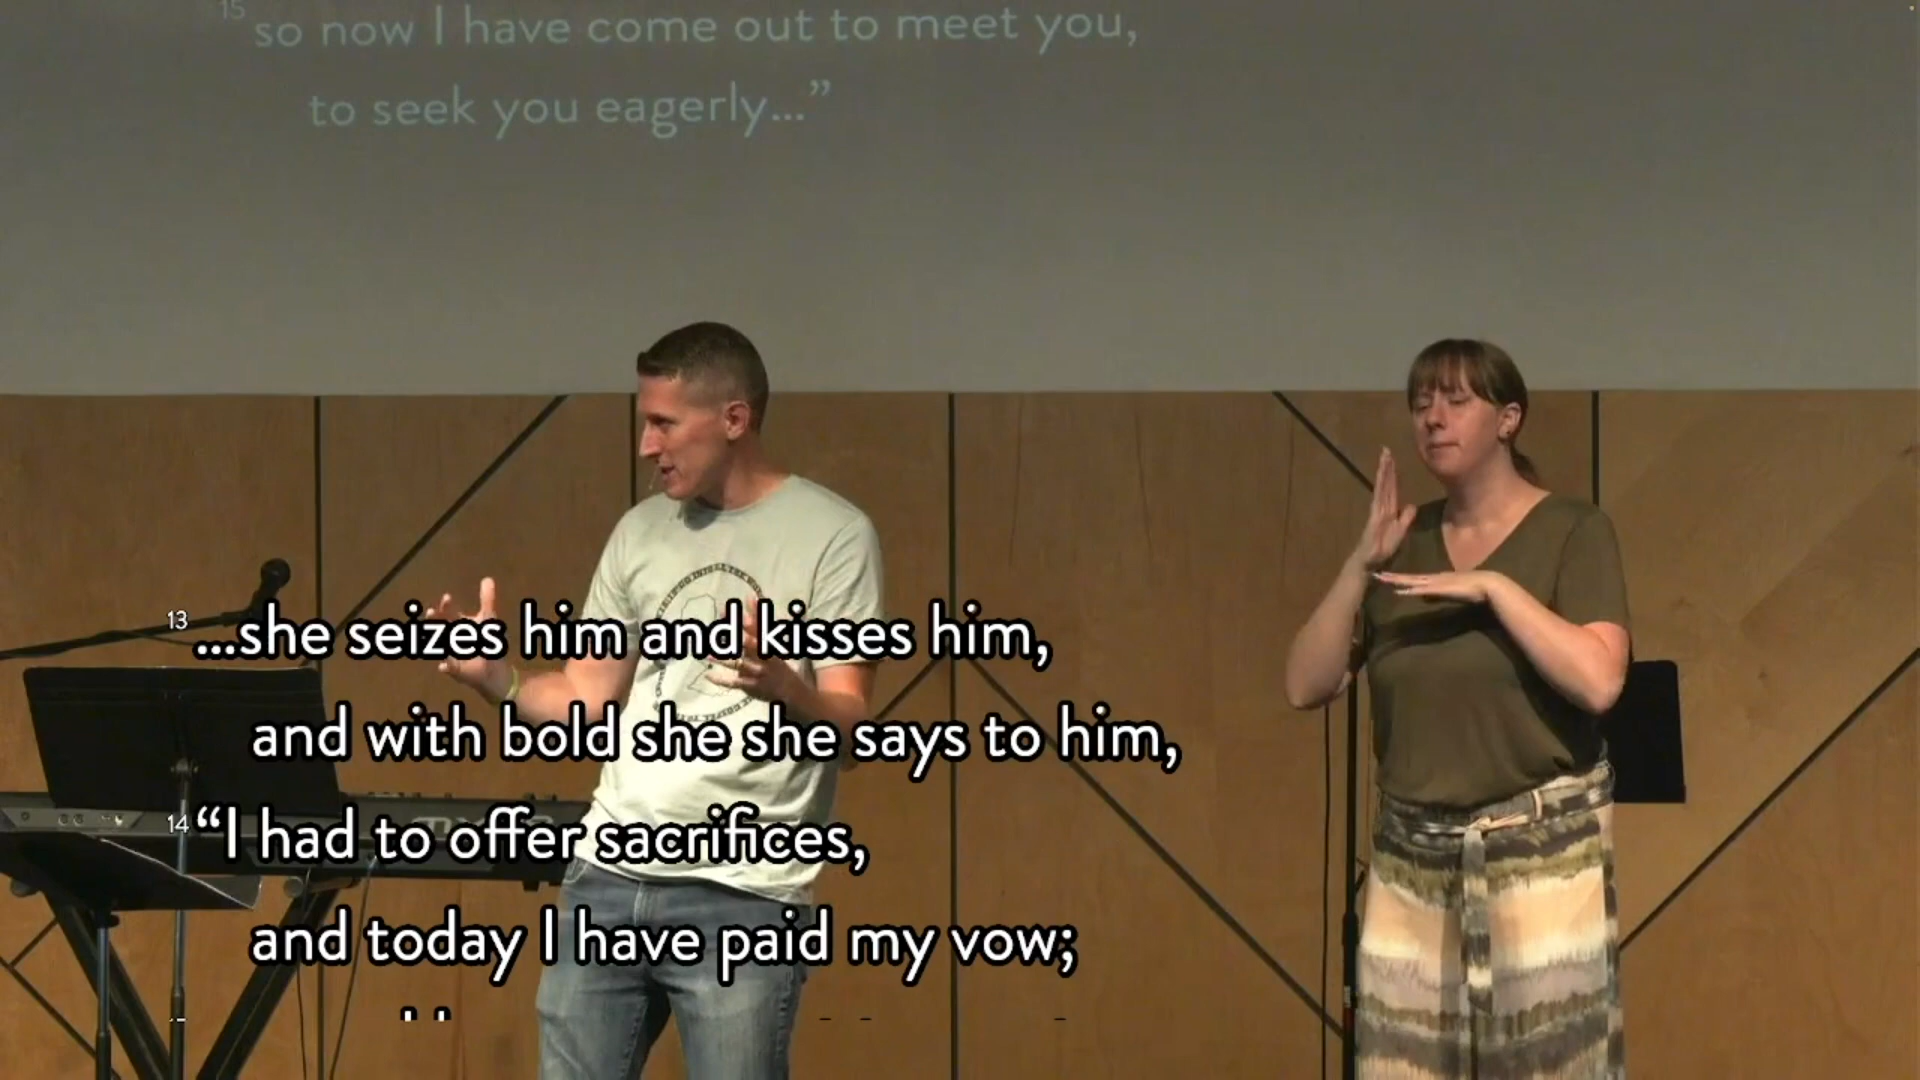 15 so now I have come out to meet you,
to seek you eagerly...”
13 ...she seizes him and kisses him,
and with bold she she says to him,
14 “I had to offer sacrifices,
and today I have paid my vow;